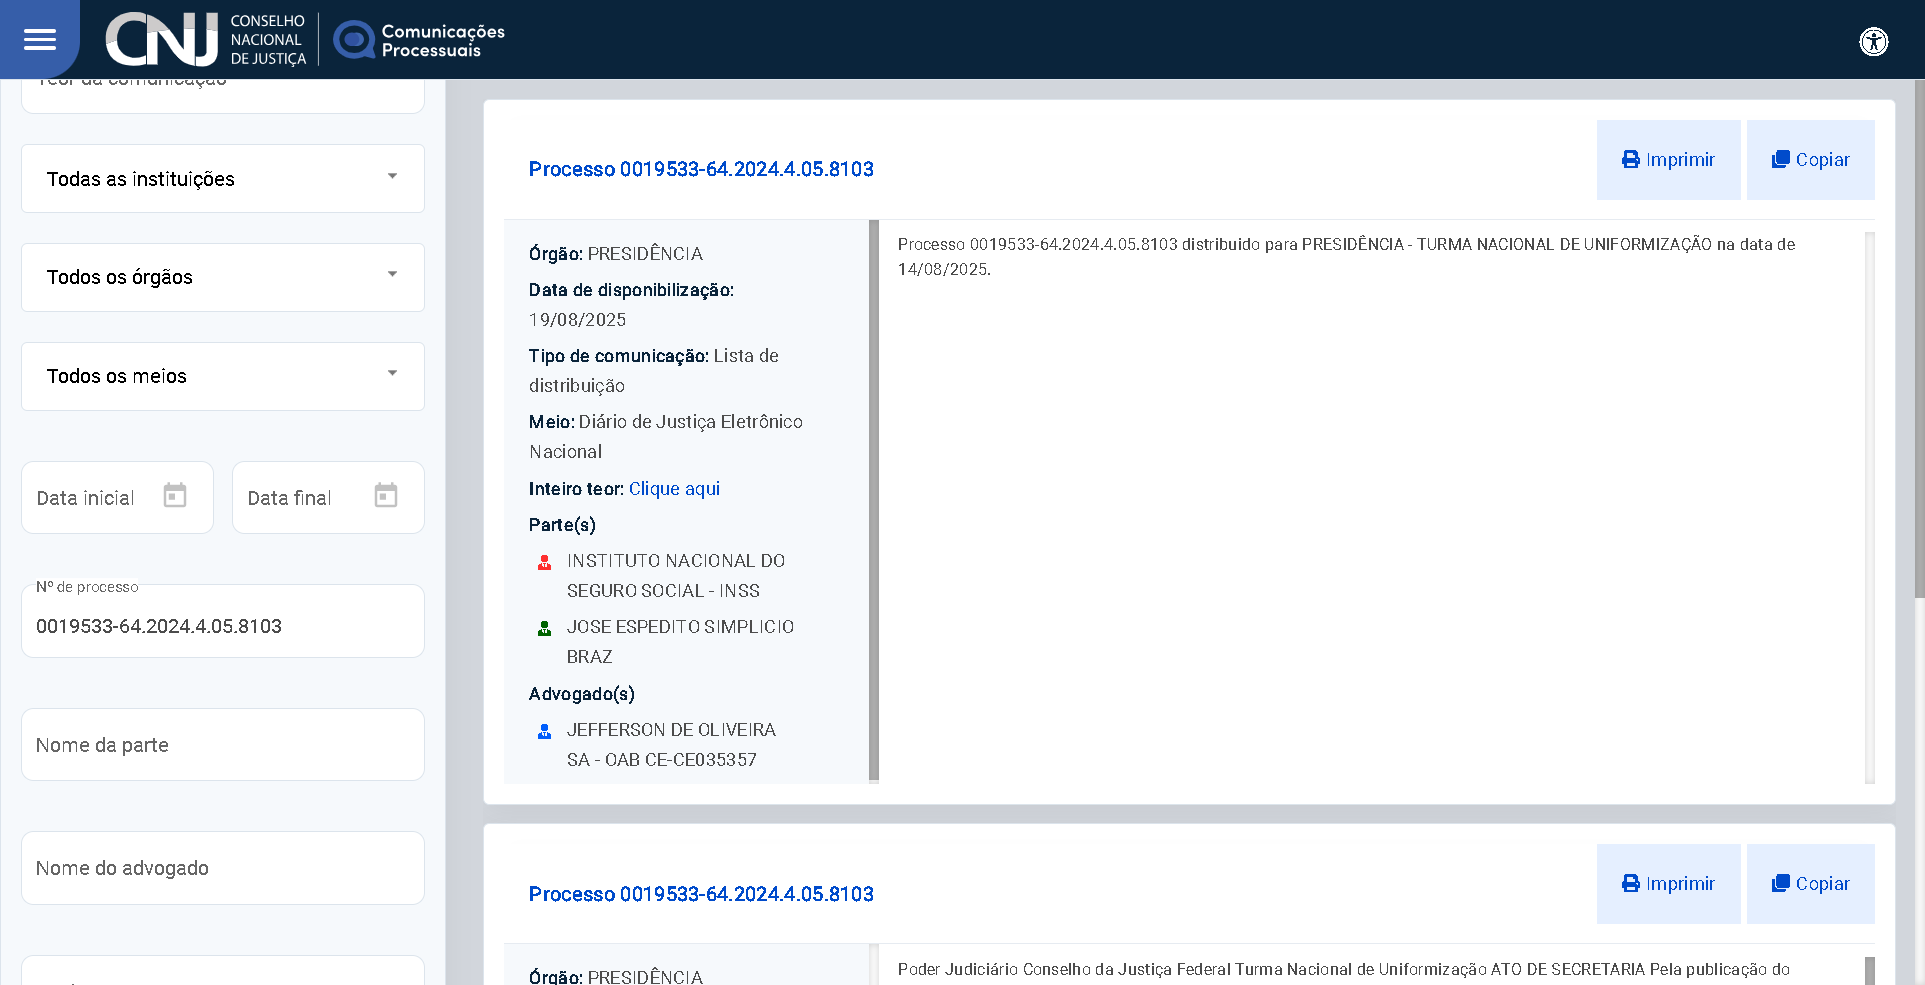 CNJ
CONSELHO
NACIONAL
DE JUSTIÇA
Comunicações
Processuais
Teor da comunicação
Todas as instituições
Todos os órgãos
Todos os meios
Data inicial
Data final
Nº de processo
0019533-64.2024.4.05.8103
Nome da parte
Nome do advogado
Processo 0019533-64.2024.4.05.8103
Imprimir
Copiar
Órgão: PRESIDÊNCIA
Data de disponibilização:
19/08/2025
Tipo de comunicação: Lista de
distribuição
Meio: Diário de Justiça Eletrônico
Nacional
Inteiro teor: Clique aqui
Parte(s)
INSTITUTO NACIONAL DO
SEGURO SOCIAL - INSS
JOSE ESPEDITO SIMPLICIO
BRAZ
Advogado(s)
JEFFERSON DE OLIVEIRA
SA - OAB CE-CE035357
Processo 0019533-64.2024.4.05.8103 distribuido para PRESIDÊNCIA - TURMA NACIONAL DE UNIFORMIZAÇÃO na data de
14/08/2025.
Processo 0019533-64.2024.4.05.8103
Imprimir
Copiar
Órgão: PRESIDÊNCIA
Poder Judiciário Conselho da Justiça Federal Turma Nacional de Uniformização ATO DE SECRETARIA Pela publicação do